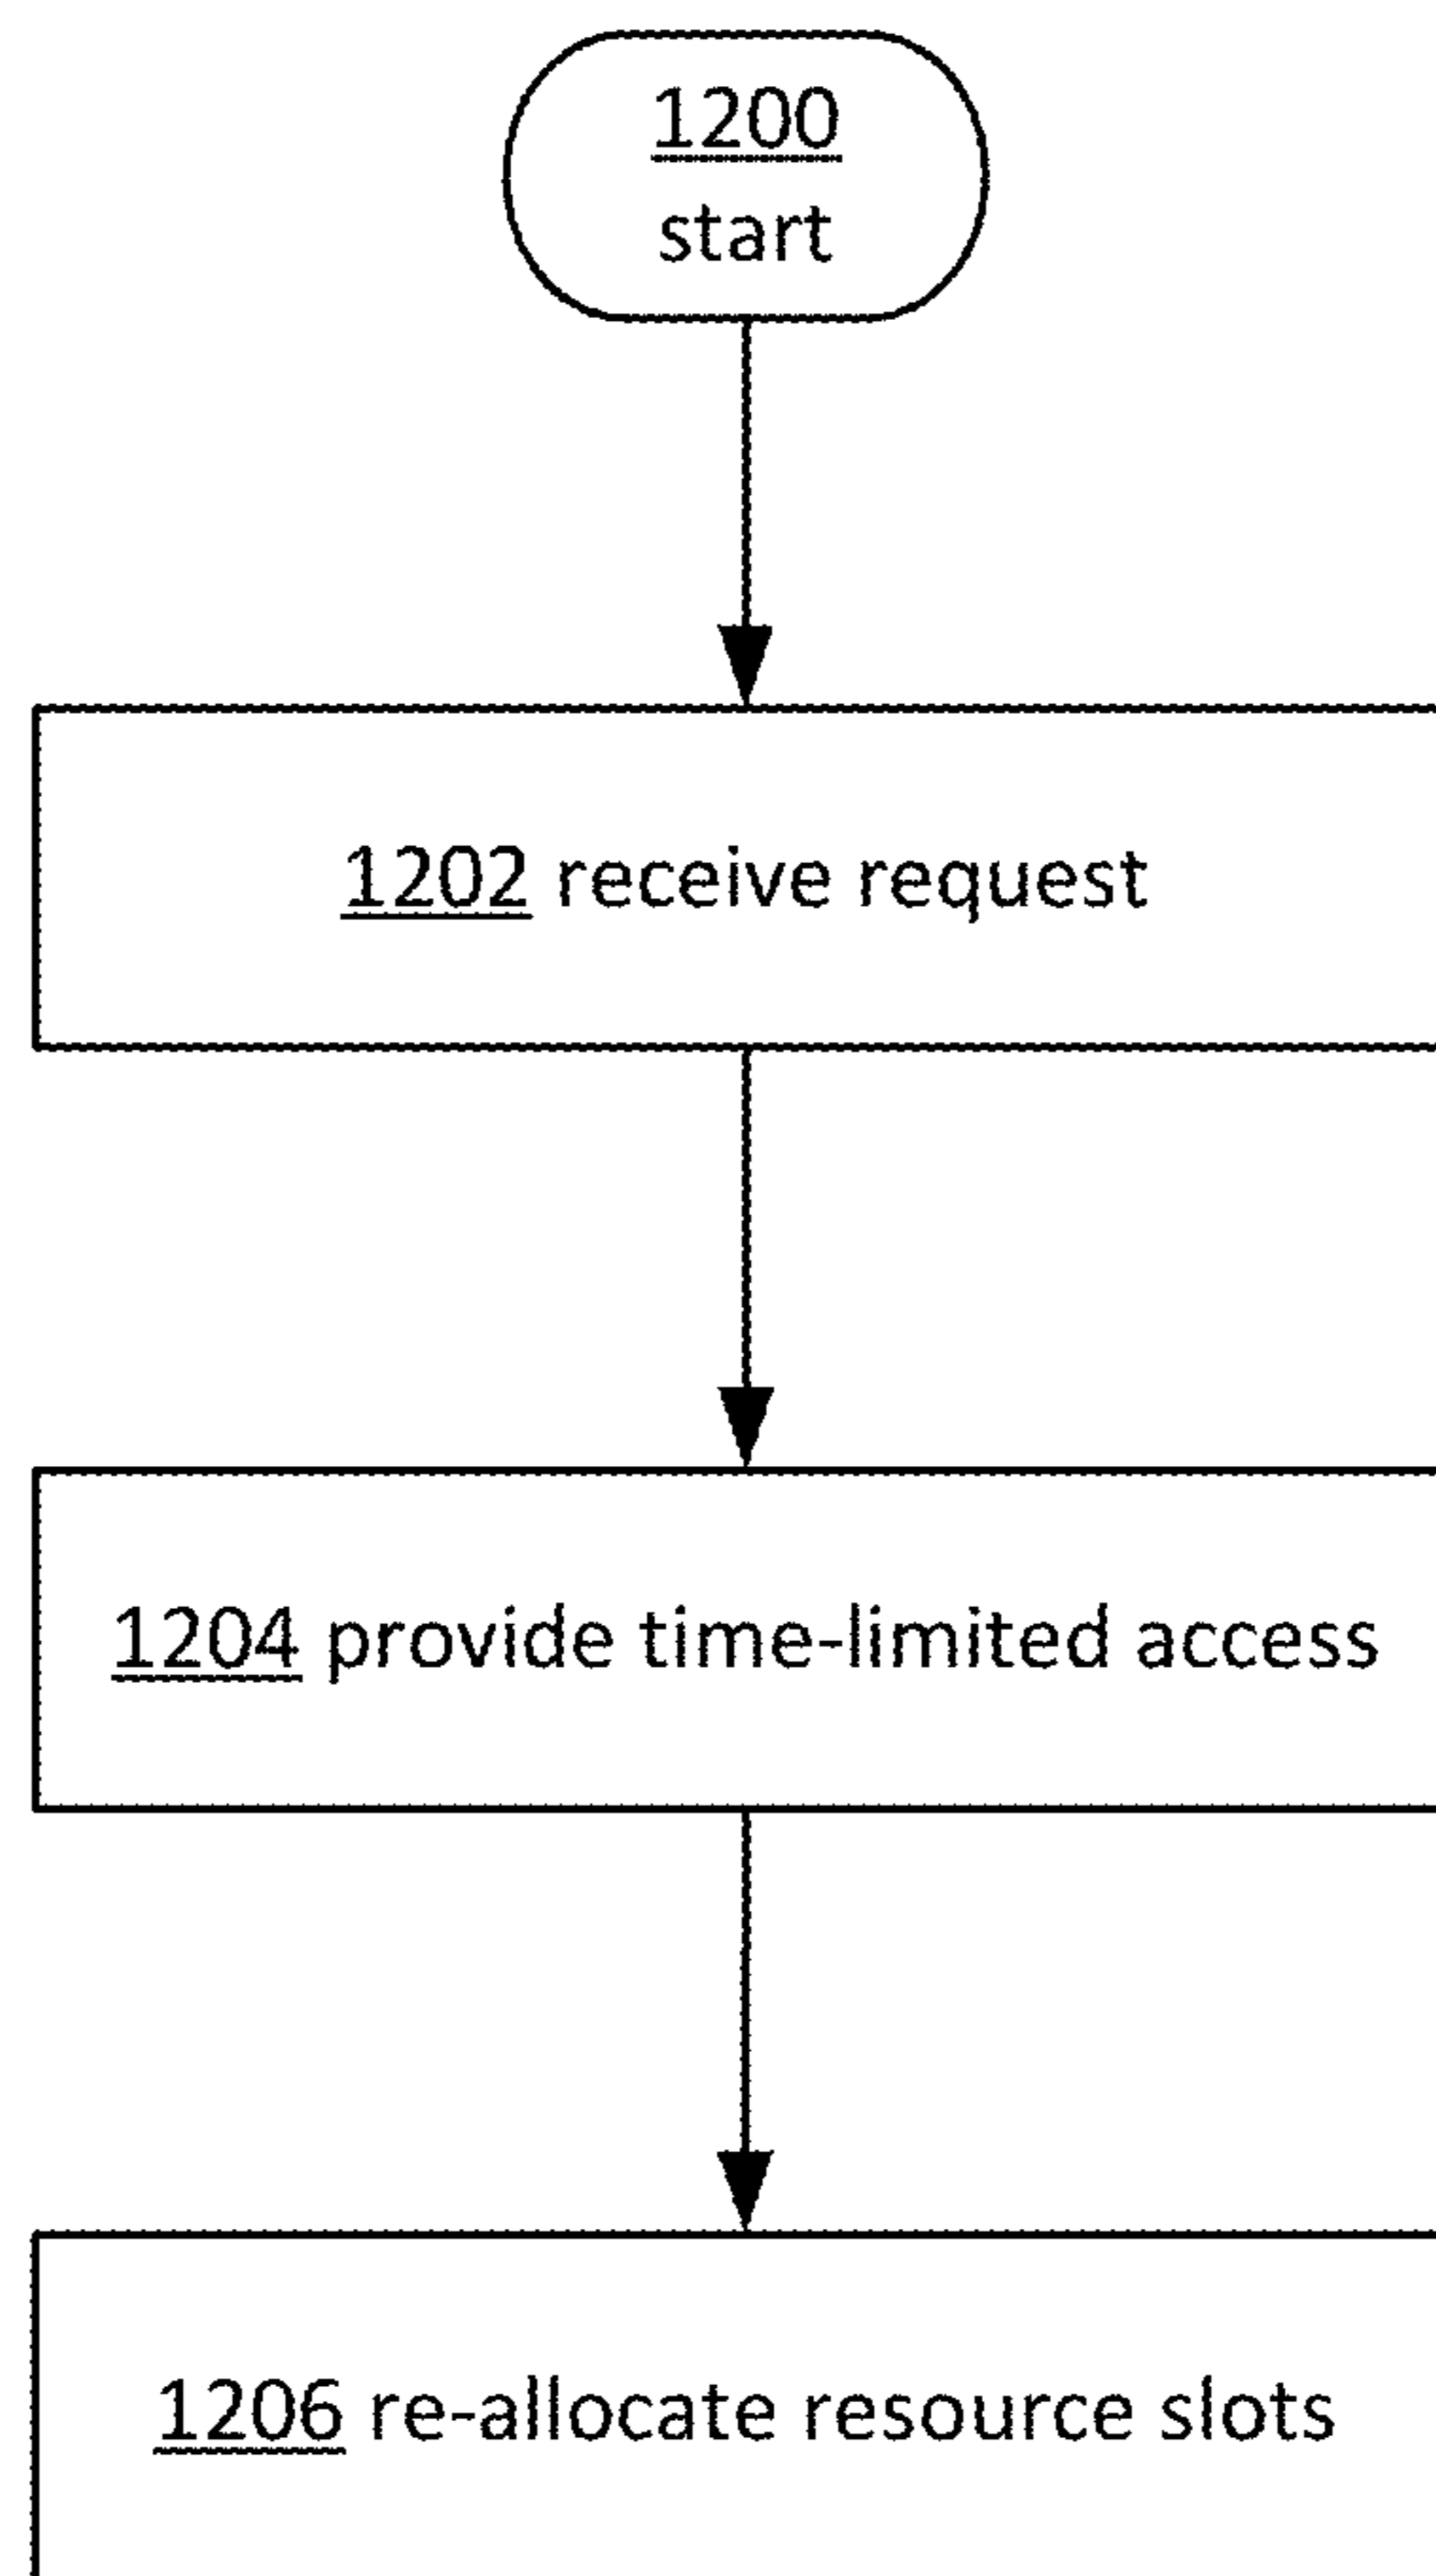 1200
start
1202 receive request
1204 provide time-limited access
1206 re-allocate resource slots